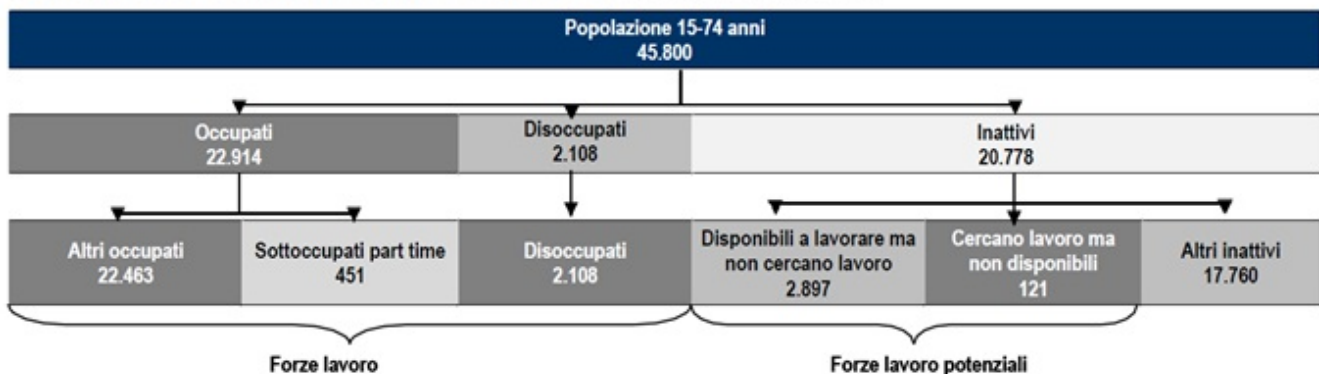 Popolazione 15-74 anni
45.800
Occupati
22.914
Disoccupati
2.108
Inattivi
20.778
Altri occupati
22.463
Sottoccupati part time
451
Disoccupati
2.108
Disponibili a lavorare ma
non cercano lavoro
2.897
Cercano lavoro ma
non disponibili
121
Altri inattivi
17.760
Forze lavoro
Forze lavoro potenziali